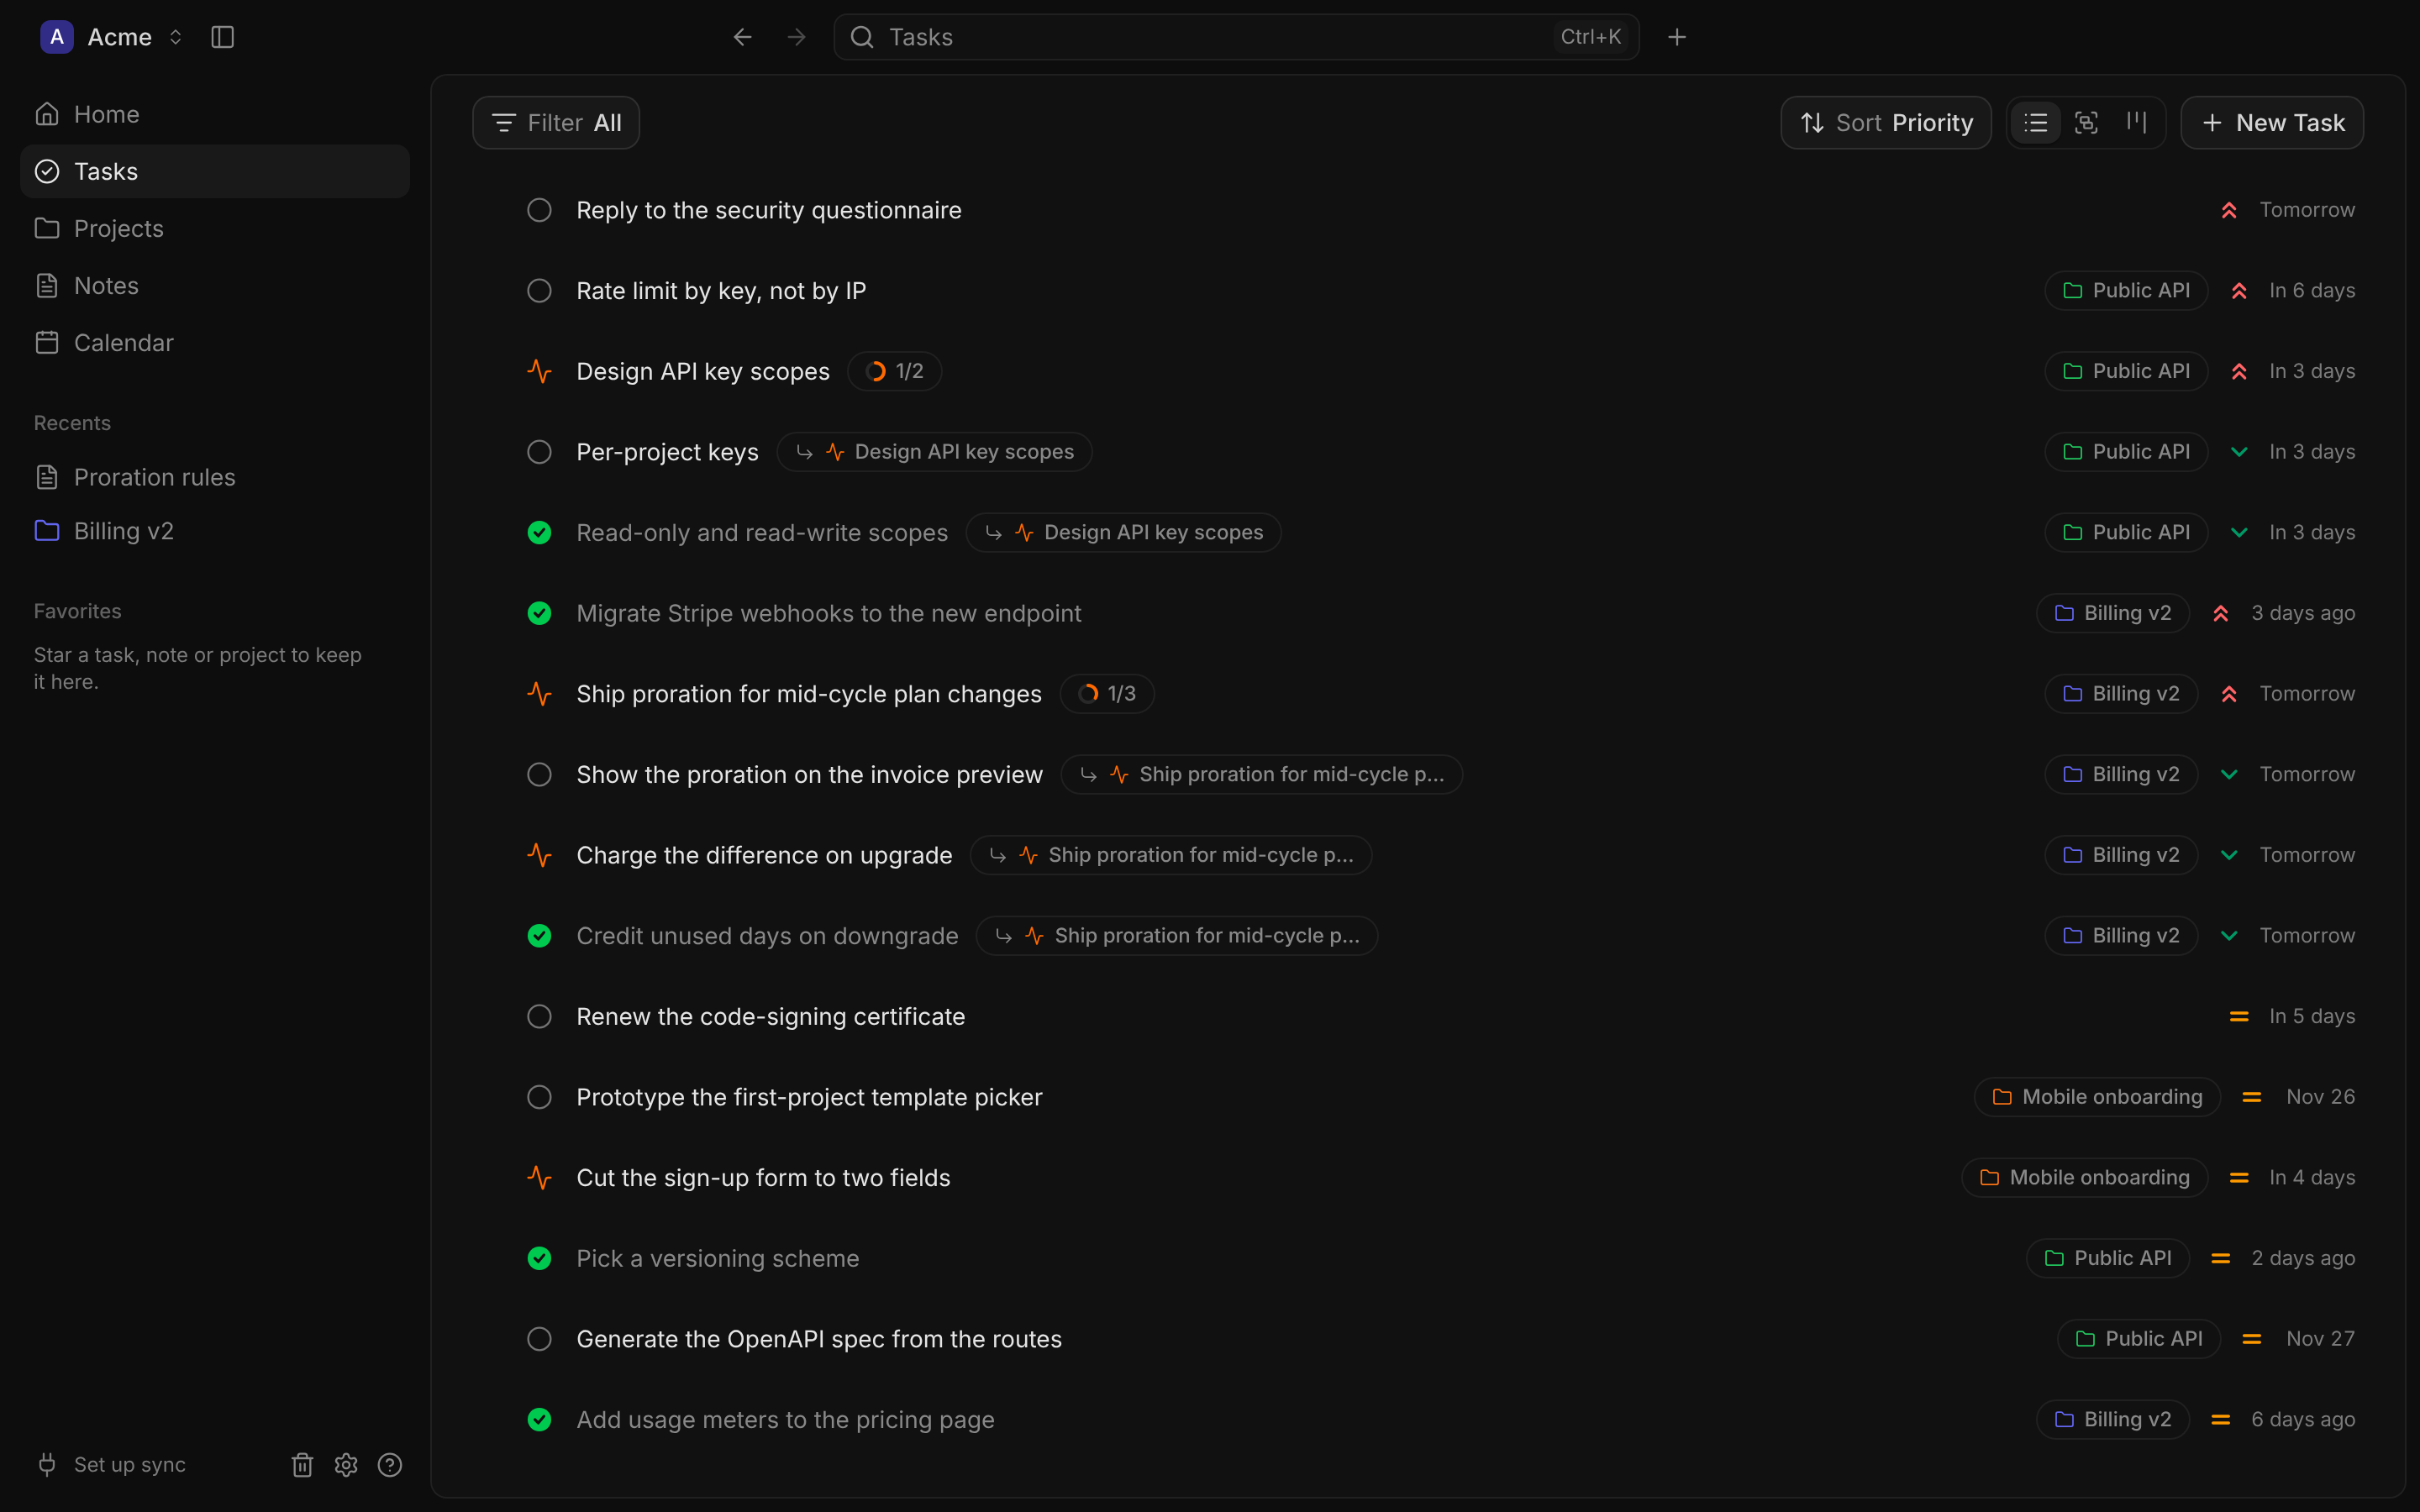 A Acme
Tasks Ctrl+K
Home
Tasks
Projects
Notes
Calendar
Recents
Proration rules
Billing v2
Favorites
Star a task, note or project to keep
it here.
Set up sync
Filter All
Sort Priority
New Task
Reply to the security questionnaire Tomorrow
Rate limit by key, not by IP Public API In 6 days
Design API key scopes 1/2 Public API In 3 days
Per-project keys Design API key scopes Public API In 3 days
Read-only and read-write scopes Design API key scopes Public API In 3 days
Migrate Stripe webhooks to the new endpoint Billing v2 3 days ago
Ship proration for mid-cycle plan changes 1/3 Billing v2 Tomorrow
Show the proration on the invoice preview Ship proration for mid-cycle p... Billing v2 Tomorrow
Charge the difference on upgrade Ship proration for mid-cycle p... Billing v2 Tomorrow
Credit unused days on downgrade Ship proration for mid-cycle p... Billing v2 Tomorrow
Renew the code-signing certificate In 5 days
Prototype the first-project template picker Mobile onboarding Nov 26
Cut the sign-up form to two fields Mobile onboarding In 4 days
Pick a versioning scheme Public API 2 days ago
Generate the OpenAPI spec from the routes Public API Nov 27
Add usage meters to the pricing page Billing v2 6 days ago